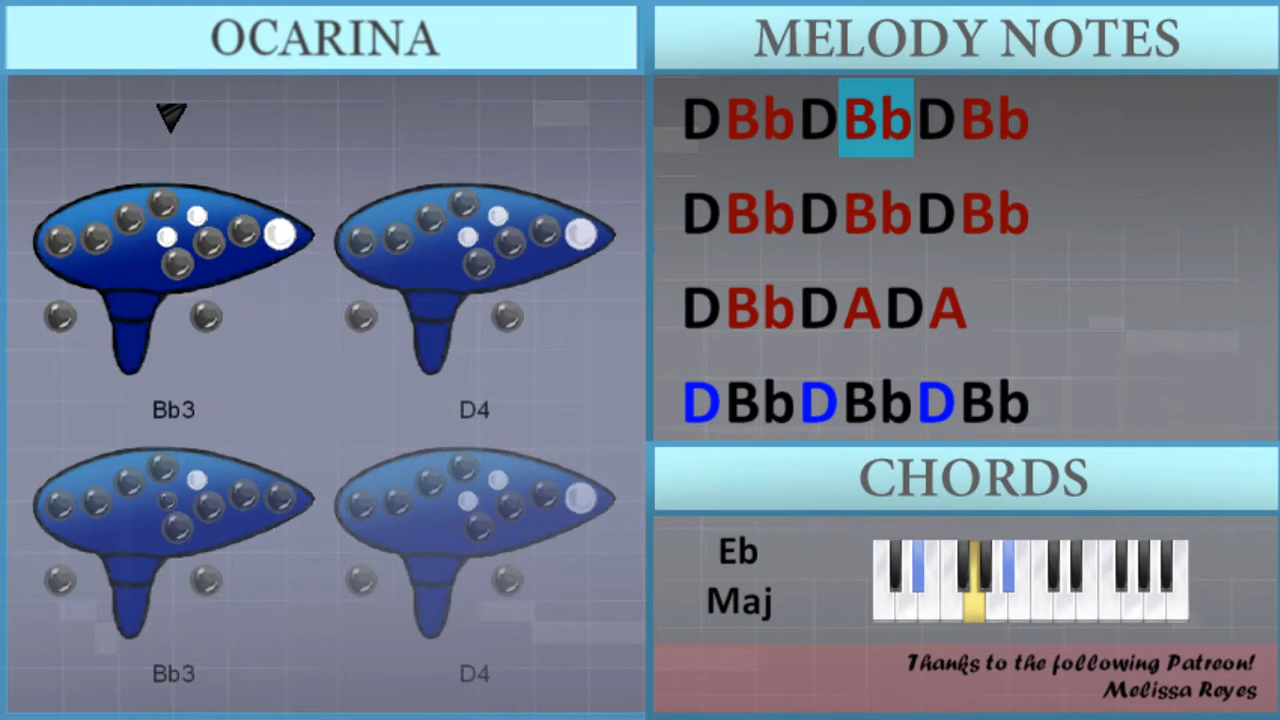 OCARINA
Bb3 D4
Bb3 D4
MELODY NOTES
DBbDBbDBb
DBbDBbDBb
DBbDADA
DBbDBbDBb
CHORDS
Eb
Maj
Thanks to the following Patreon!
Melissa Reyes